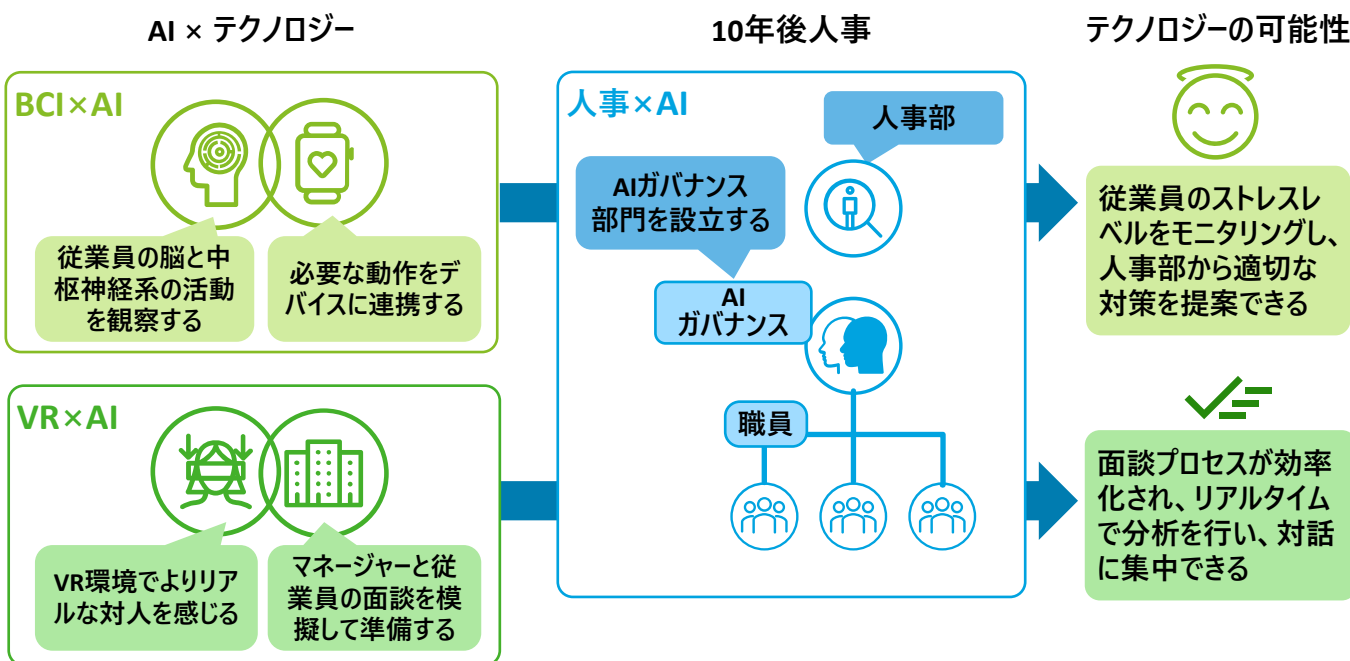 AI × テクノロジー
10年後人事
テクノロジーの可能性
BCI×AI
従業員の脳と中
枢神経系の活動
を観察する
必要な動作をデ
バイスに連携する
VR×AI
VR環境でよりリア
ルな対人を感じる
マネージャーと従
業員の面談を模
擬して準備する
人事×AI
人事部
AIガバナンス
部門を設立する
AI
ガバナンス
職員
従業員のストレスレ
ベルをモニタリングし、
人事部から適切な
対策を提案できる
面談プロセスが効率
化され、リアルタイム
で分析を行い、対話
に集中できる